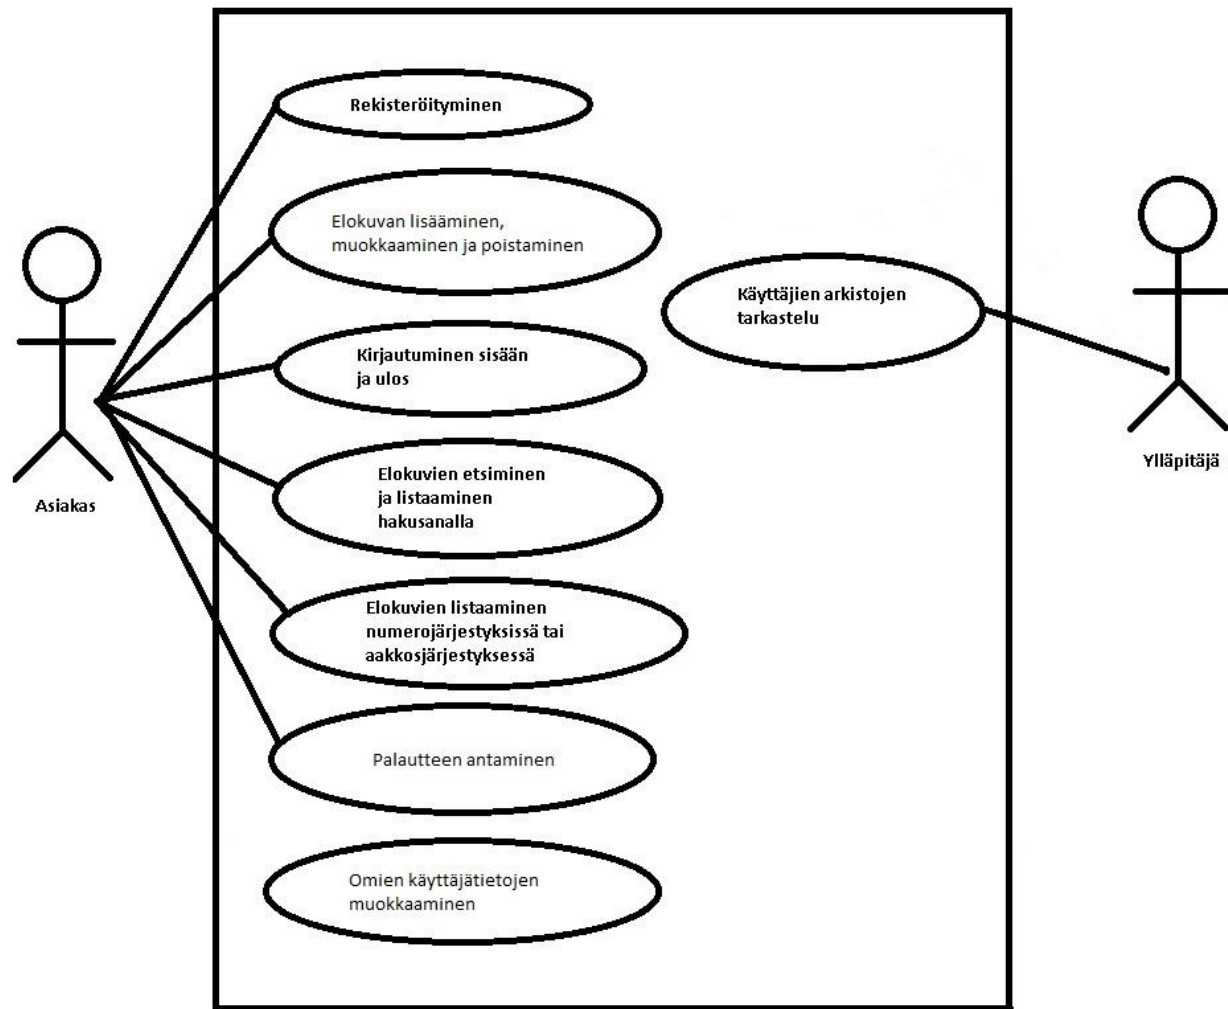 Rekisteröityminen
Elokuvan lisääminen,
muokkaaminen ja poistaminen
Käyttäjien arkistojen
tarkastelu
Kirjautuminen sisään
ja ulos
Elokuvien etsiminen
ja listaaminen
hakusanalla
Asiakas
Ylläpitäjä
Elokuvien listaaminen
numerojärjestyksissä tai
aakkosjärjestyksessä
Palautteen antaminen
Omien käyttäjätietojen
muokkaaminen